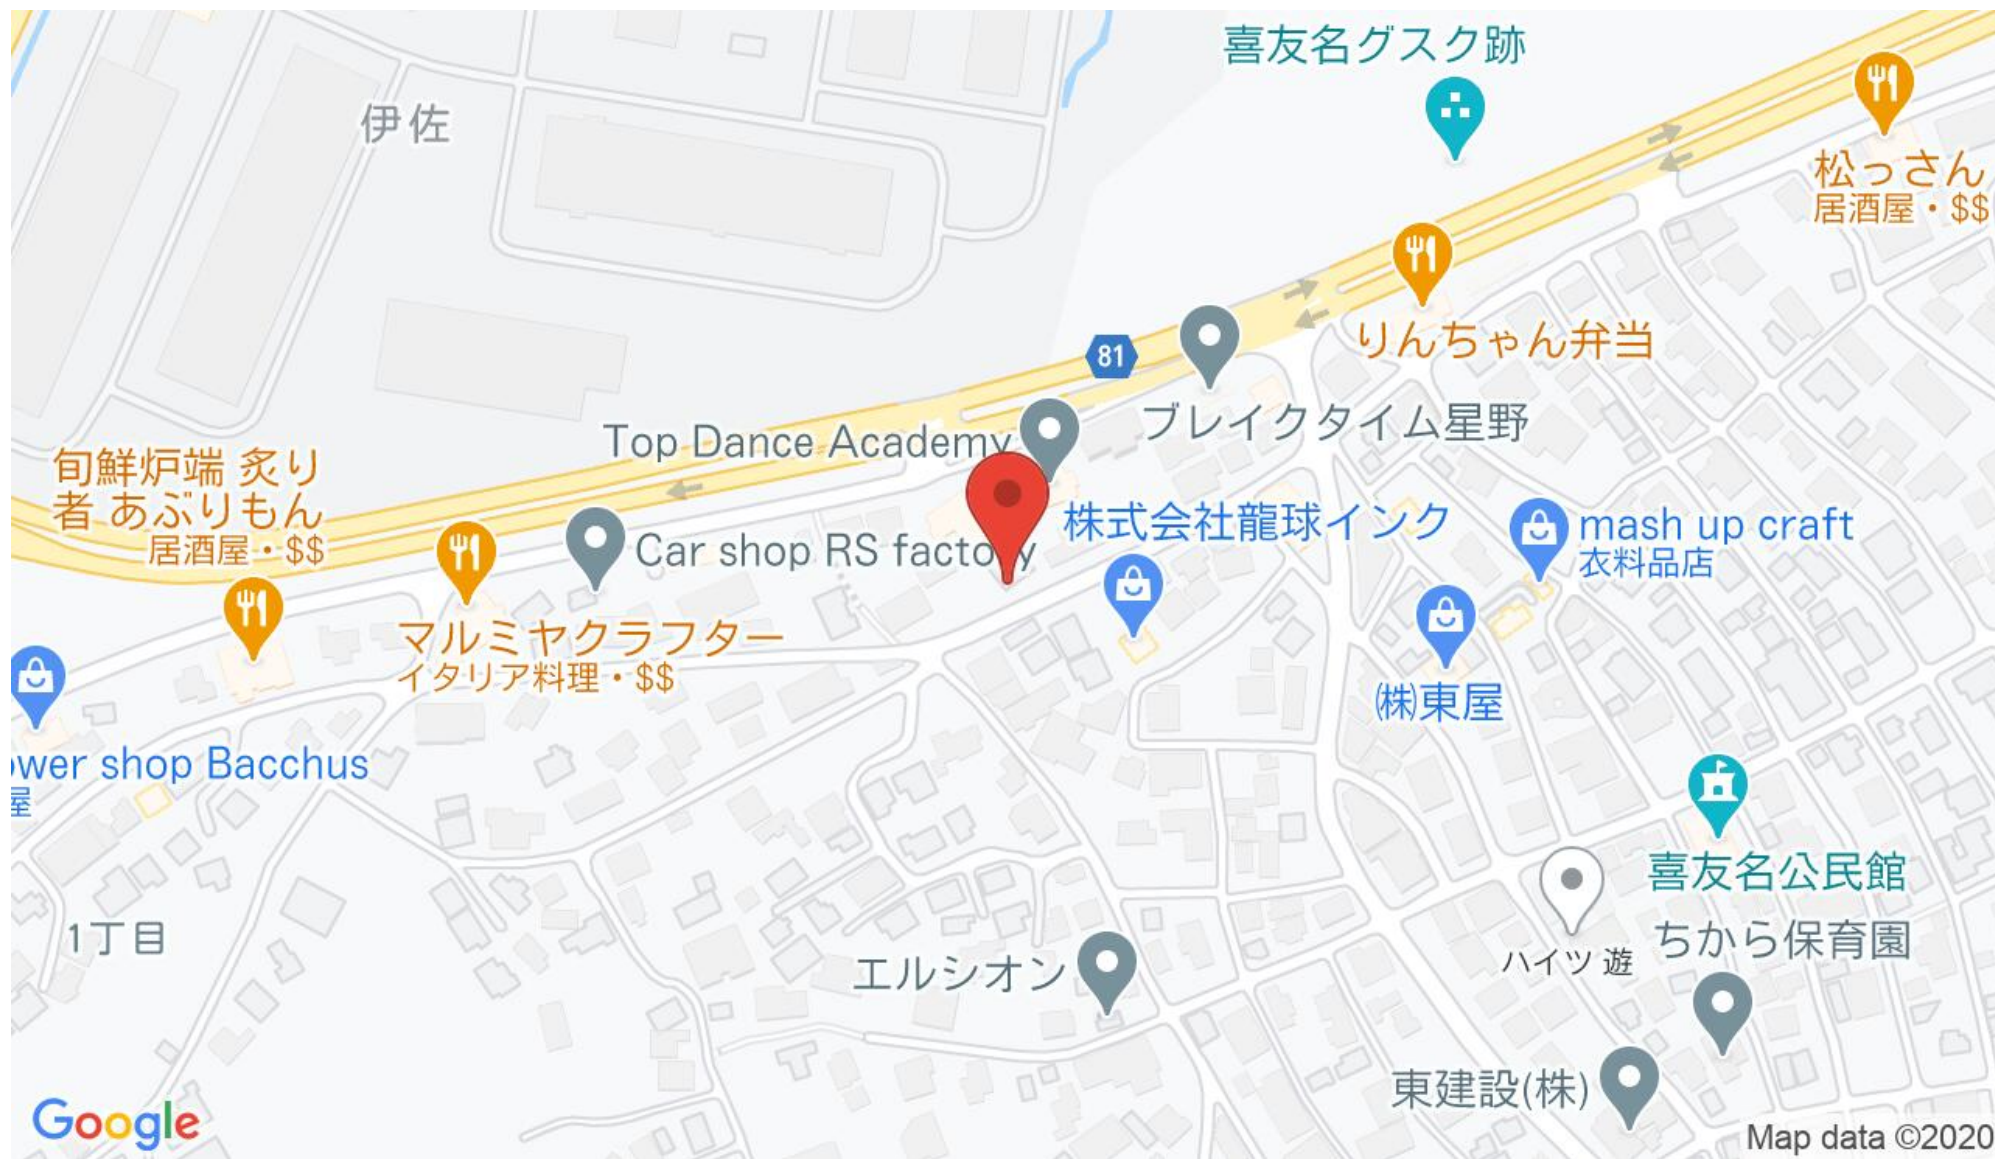 喜友名グスク跡
伊佐
松っさん
居酒屋・$$
りんちゃん弁当
81
ブレイクタイム星野
Top Dance Academy
旬鮮炉端 炙り
者 あぶりもん
居酒屋・$$
株式会社龍球インク
mash up craft
衣料品店
Car shop RS factory
マルミヤクラフター
イタリア料理・$$
㈱東屋
ower shop Bacchus
屋
喜友名公民館
1丁目
ちから保育園
ハイツ 遊
エルシオン
東建設(株)
Google
Map data ©2020